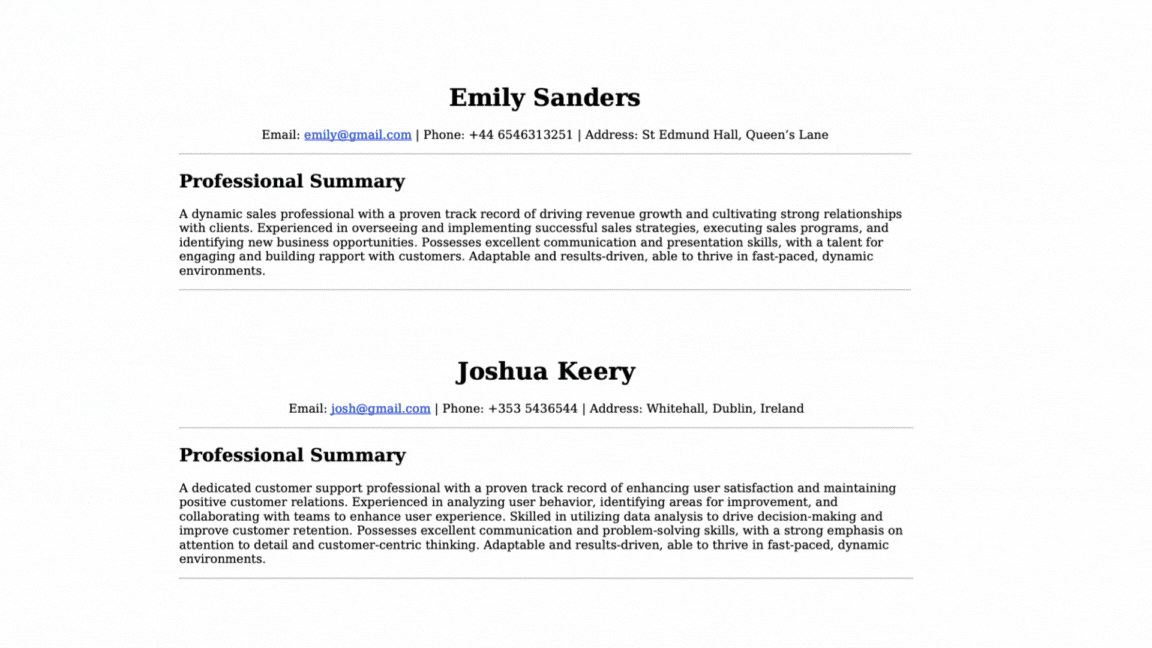 Emily Sanders
Email: emily@gmail.com | Phone: +44 6546313251 | Address: St Edmund Hall, Queen’s Lane
Professional Summary
A dynamic sales professional with a proven track record of driving revenue growth and cultivating strong relationships
with clients. Experienced in overseeing and implementing successful sales strategies, executing sales programs, and
identifying new business opportunities. Possesses excellent communication and presentation skills, with a talent for
engaging and building rapport with customers. Adaptable and results-driven, able to thrive in fast-paced, dynamic
environments.
Joshua Keery
Email: josh@gmail.com | Phone: +353 5436544 | Address: Whitehall, Dublin, Ireland
Professional Summary
A dedicated customer support professional with a proven track record of enhancing user satisfaction and maintaining
positive customer relations. Experienced in analyzing user behavior, identifying areas for improvement, and
collaborating with teams to enhance user experience. Skilled in utilizing data analysis to drive decision-making and
improve customer retention. Possesses excellent communication and problem-solving skills, with a strong emphasis on
attention to detail and customer-centric thinking. Adaptable and results-driven, able to thrive in fast-paced, dynamic
environments.